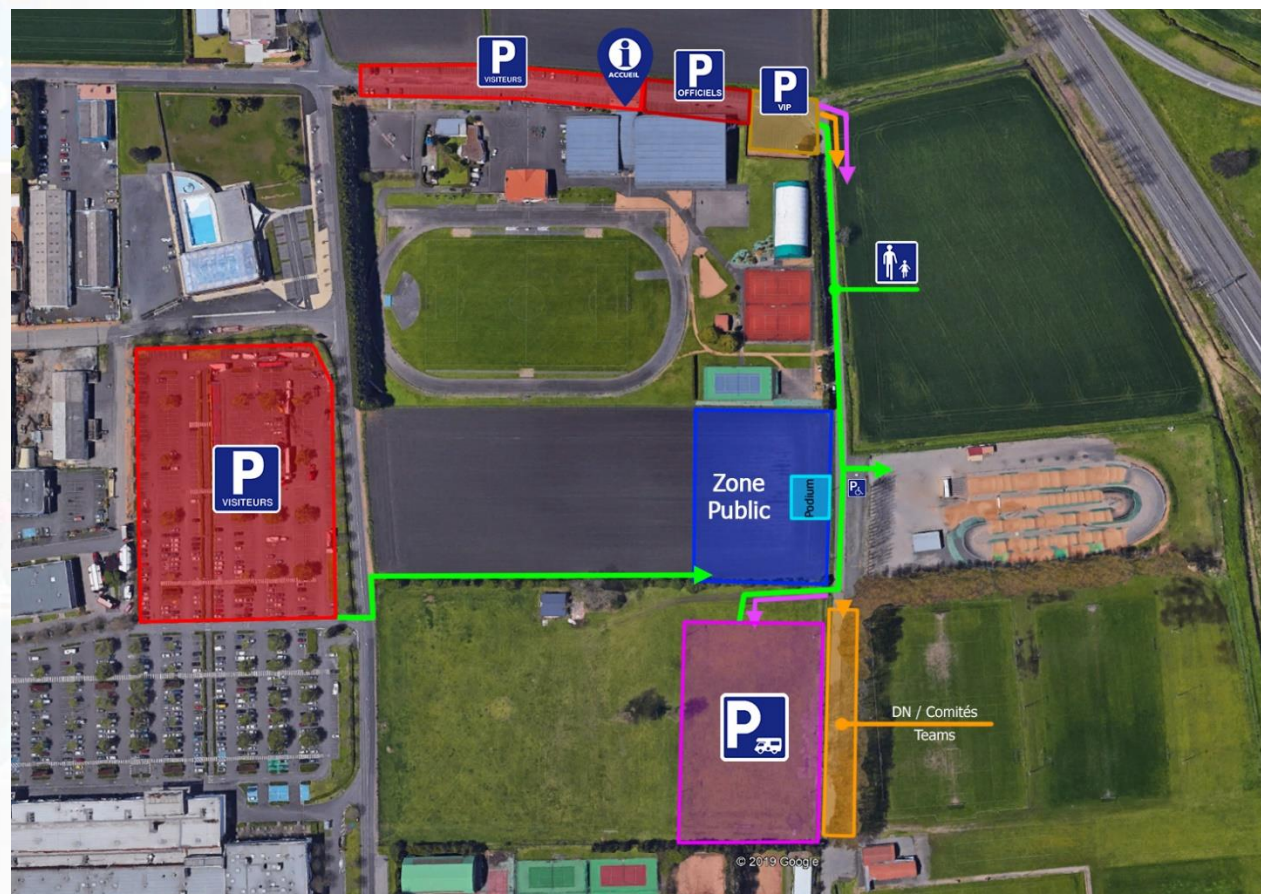 P
VISITEURS
i
ACCUEIL
P
OFFICIELS
P
VIP
P
VISITEURS
Zone
Public
Podium
P
P
DN / Comités
Teams
© 2019 Google